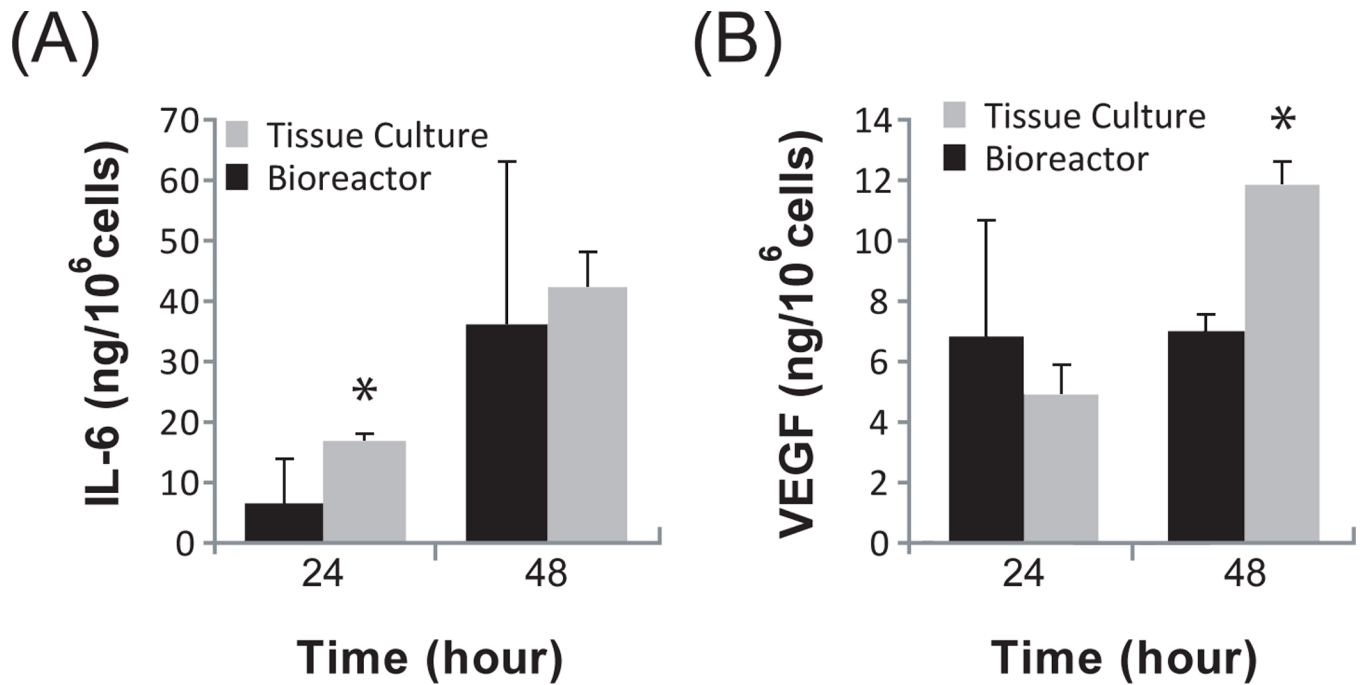 (A)
IL-6 (ng/10⁶cells)
70
60
50
40
30
20
10
0
Tissue Culture
Bioreactor
*
24
48
Time (hour)
(B)
VEGF (ng/10⁶cells)
14
12
10
8
6
4
2
0
Tissue Culture
Bioreactor
*
24
48
Time (hour)